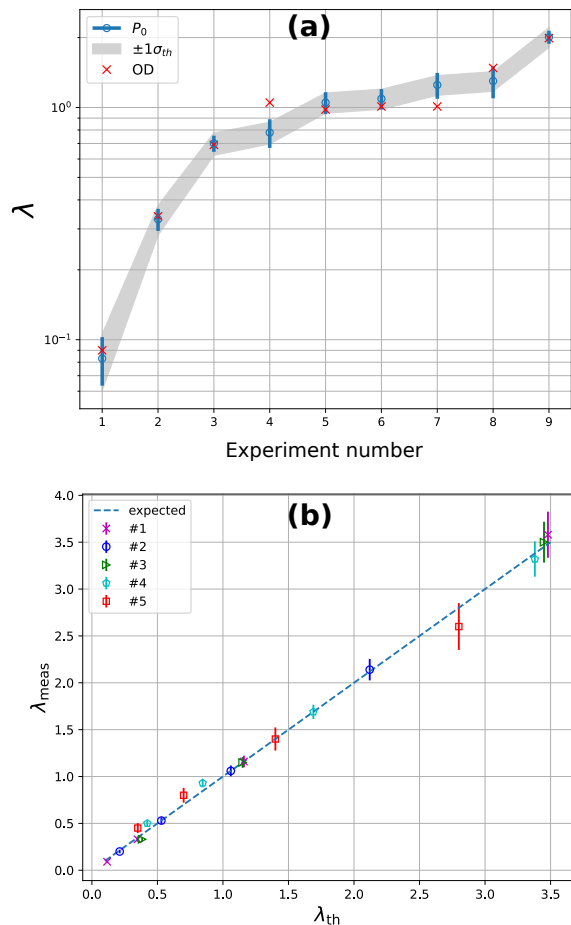 (a)
P₀
±1σₜₕ
OD
10⁰
10⁻¹
λ
1 2 3 4 5 6 7 8 9
Experiment number
(b)
expected
#1
#2
#3
#4
#5
4.0
3.5
3.0
2.5
2.0
1.5
1.0
0.5
0.0
λmeas
0.0 0.5 1.0 1.5 2.0 2.5 3.0 3.5
λth